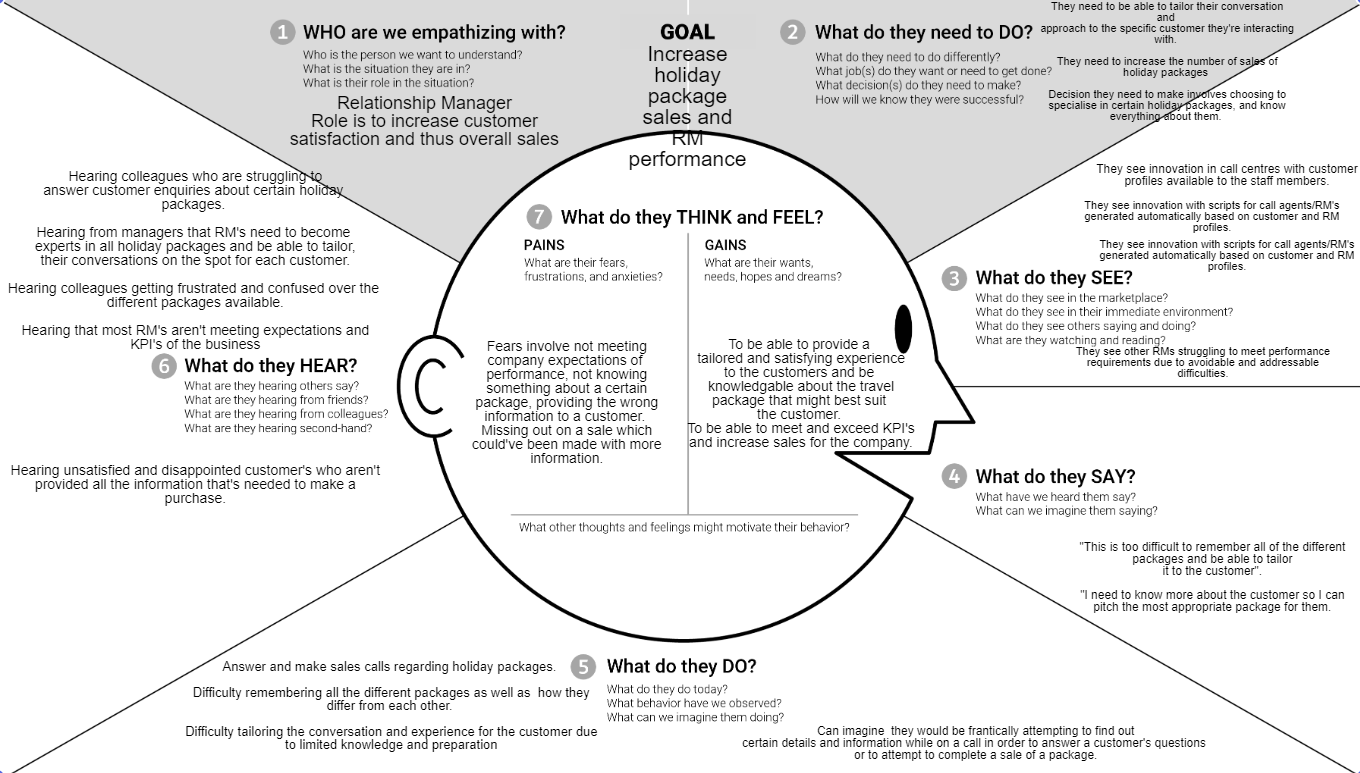 1 WHO are we empathizing with?
Who is the person we want to understand?
What is the situation they are in?
What is their role in the situation?
Relationship Manager
Role is to increase customer
satisfaction and thus overall sales
GOAL
Increase
holiday
package
sales and
RM
performance
2 What do they need to DO?
What do they need to do differently?
What job(s) do they want or need to get done?
What decision(s) do they need to make?
How will we know they were successful?
They need to be able to tailor their conversation
and
approach to the specific customer they're interacting
with.
They need to increase the number of sales of
holiday packages
Decision they need to make involves choosing to
specialise in certain holiday packages, and know
everything about them.
They see innovation in call centres with customer
profiles available to the staff members.
They see innovation with scripts for call agents/RM's
generated automatically based on customer and RM
profiles.
They see innovation with scripts for call agents/RM's
generated automatically based on customer and RM
profiles.
3 What do they SEE?
What do they see in the marketplace?
What do they see in their immediate environment?
What do they see others saying and doing?
What are they watching and reading?
They see other RMs struggling to meet performance
requirements due to avoidable and addressable
difficulties.
4 What do they SAY?
What have we heard them say?
What can we imagine them saying?
"This is too difficult to remember all of the different
packages and be able to tailor
it to the customer".
"I need to know more about the customer so I can
pitch the most appropriate package for them.
5 What do they DO?
What do they do today?
What behavior have we observed?
What can we imagine them doing?
Answer and make sales calls regarding holiday packages.
Difficulty remembering all the different packages as well as how they
differ from each other.
Difficulty tailoring the conversation and experience for the customer due
to limited knowledge and preparation
Can imagine they would be frantically attempting to find out
certain details and information while on a call in order to answer a customer's questions
or to attempt to complete a sale of a package.
Hearing colleagues who are struggling to
answer customer enquiries about certain holiday
packages.
Hearing from managers that RM's need to become
experts in all holiday packages and be able to tailor,
their conversations on the spot for each customer.
Hearing colleagues getting frustrated and confused over the
different packages available.
Hearing that most RM's aren't meeting expectations and
KPI's of the business
6 What do they HEAR?
What are they hearing others say?
What are they hearing from friends?
What are they hearing from colleagues?
What are they hearing second-hand?
Hearing unsatisfied and disappointed customer's who aren't
provided all the information that's needed to make a
purchase.
7 What do they THINK and FEEL?
PAINS
What are their fears,
frustrations, and anxieties?
Fears involve not meeting
company expectations of
performance, not knowing
something about a certain
package, providing the wrong
information to a customer.
Missing out on a sale which
could've been made with more
information.
GAINS
What are their wants,
needs, hopes and dreams?
To be able to provide a
tailored and satisfying experience
to the customers and be
knowledgable about the travel
package that might best suit
the customer.
To be able to meet and exceed KPI's
and increase sales for the company.
What other thoughts and feelings might motivate their behavior?